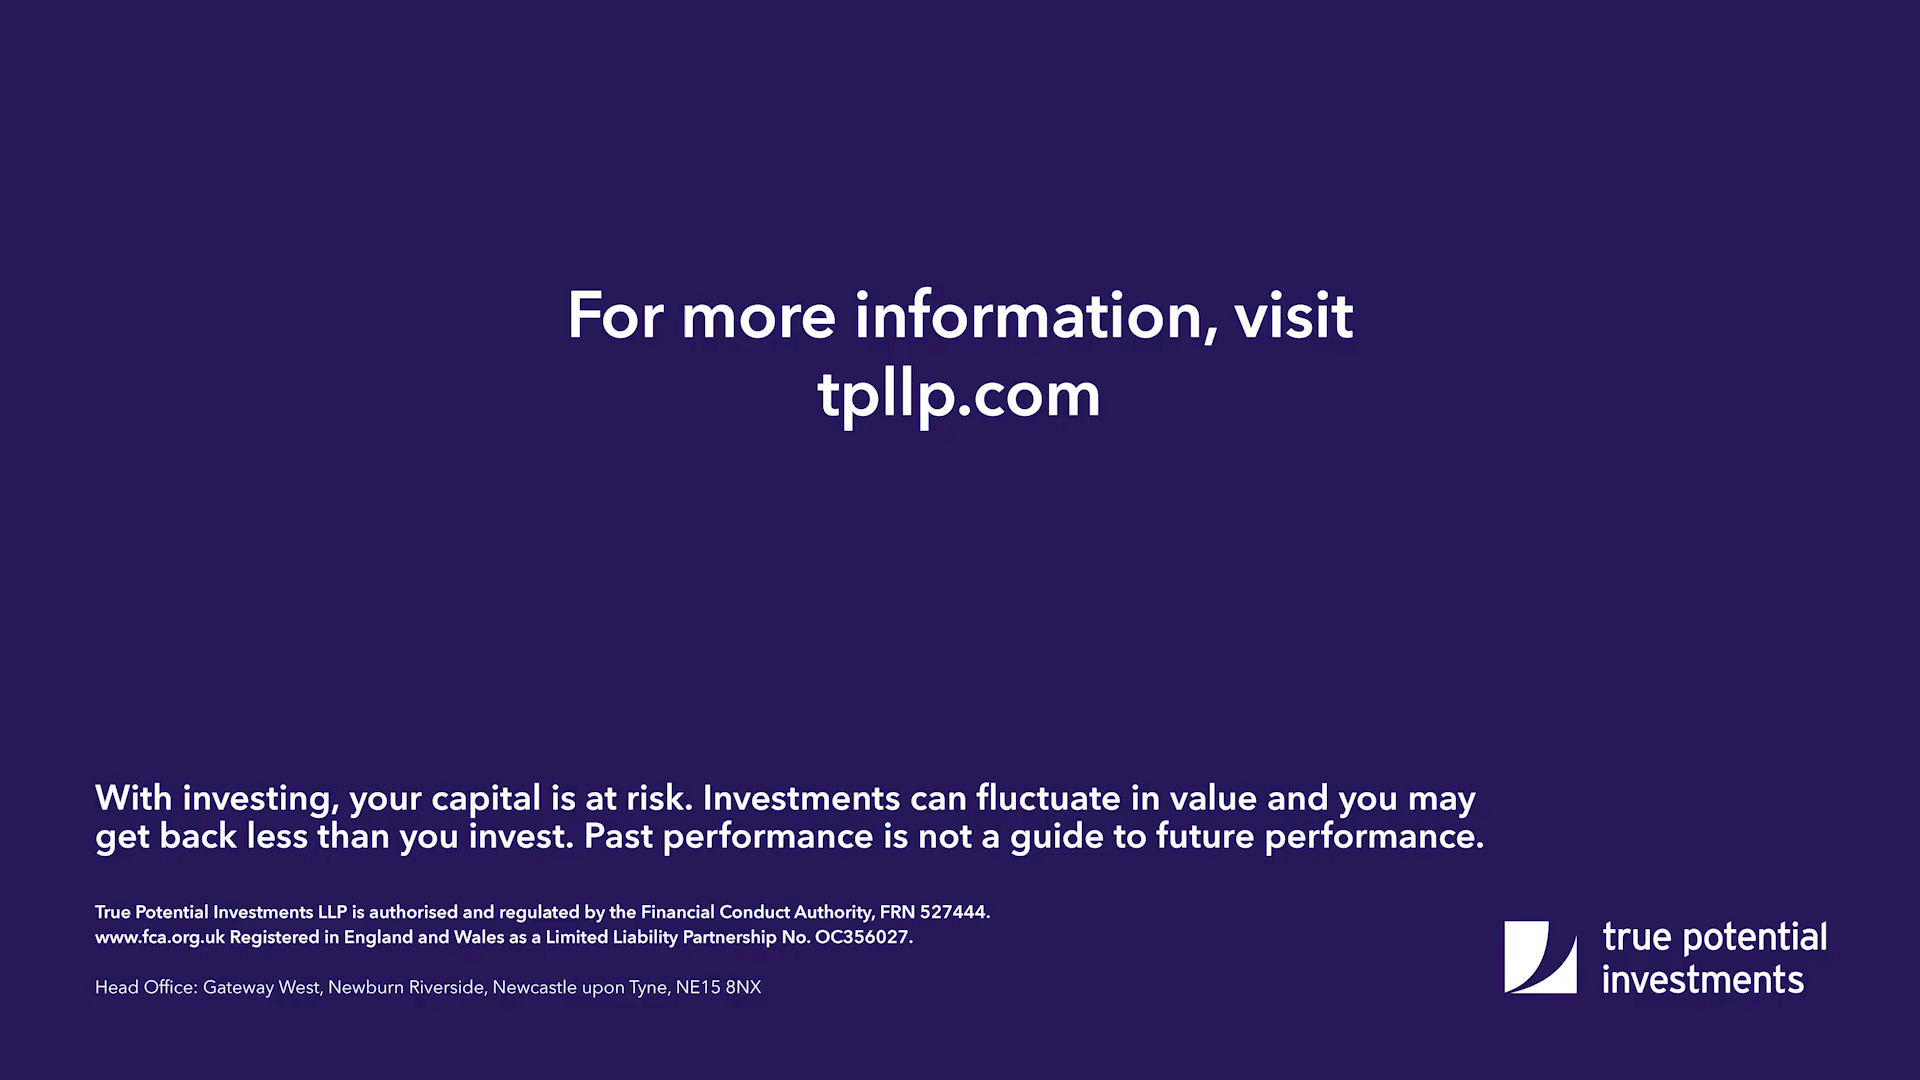 For more information, visit
tpllp.com
With investing, your capital is at risk. Investments can fluctuate in value and you may
get back less than you invest. Past performance is not a guide to future performance.
True Potential Investments LLP is authorised and regulated by the Financial Conduct Authority, FRN 527444.
www.fca.org.uk Registered in England and Wales as a Limited Liability Partnership No. OC356027.
Head Office: Gateway West, Newburn Riverside, Newcastle upon Tyne, NE15 8NX
true potential
investments